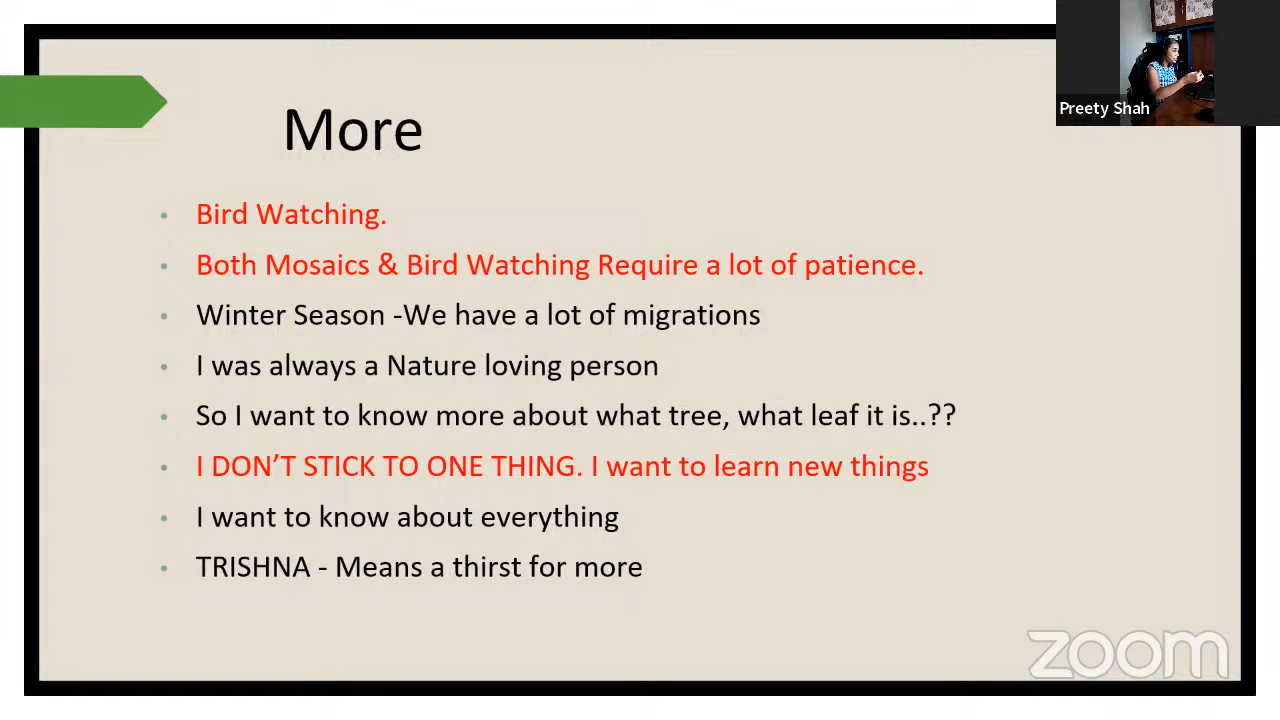 Preety Shah
More
Bird Watching.
Both Mosaics & Bird Watching Require a lot of patience.
Winter Season -We have a lot of migrations
I was always a Nature loving person
So I want to know more about what tree, what leaf it is..??
I DON’T STICK TO ONE THING. I want to learn new things
I want to know about everything
TRISHNA - Means a thirst for more
zoom